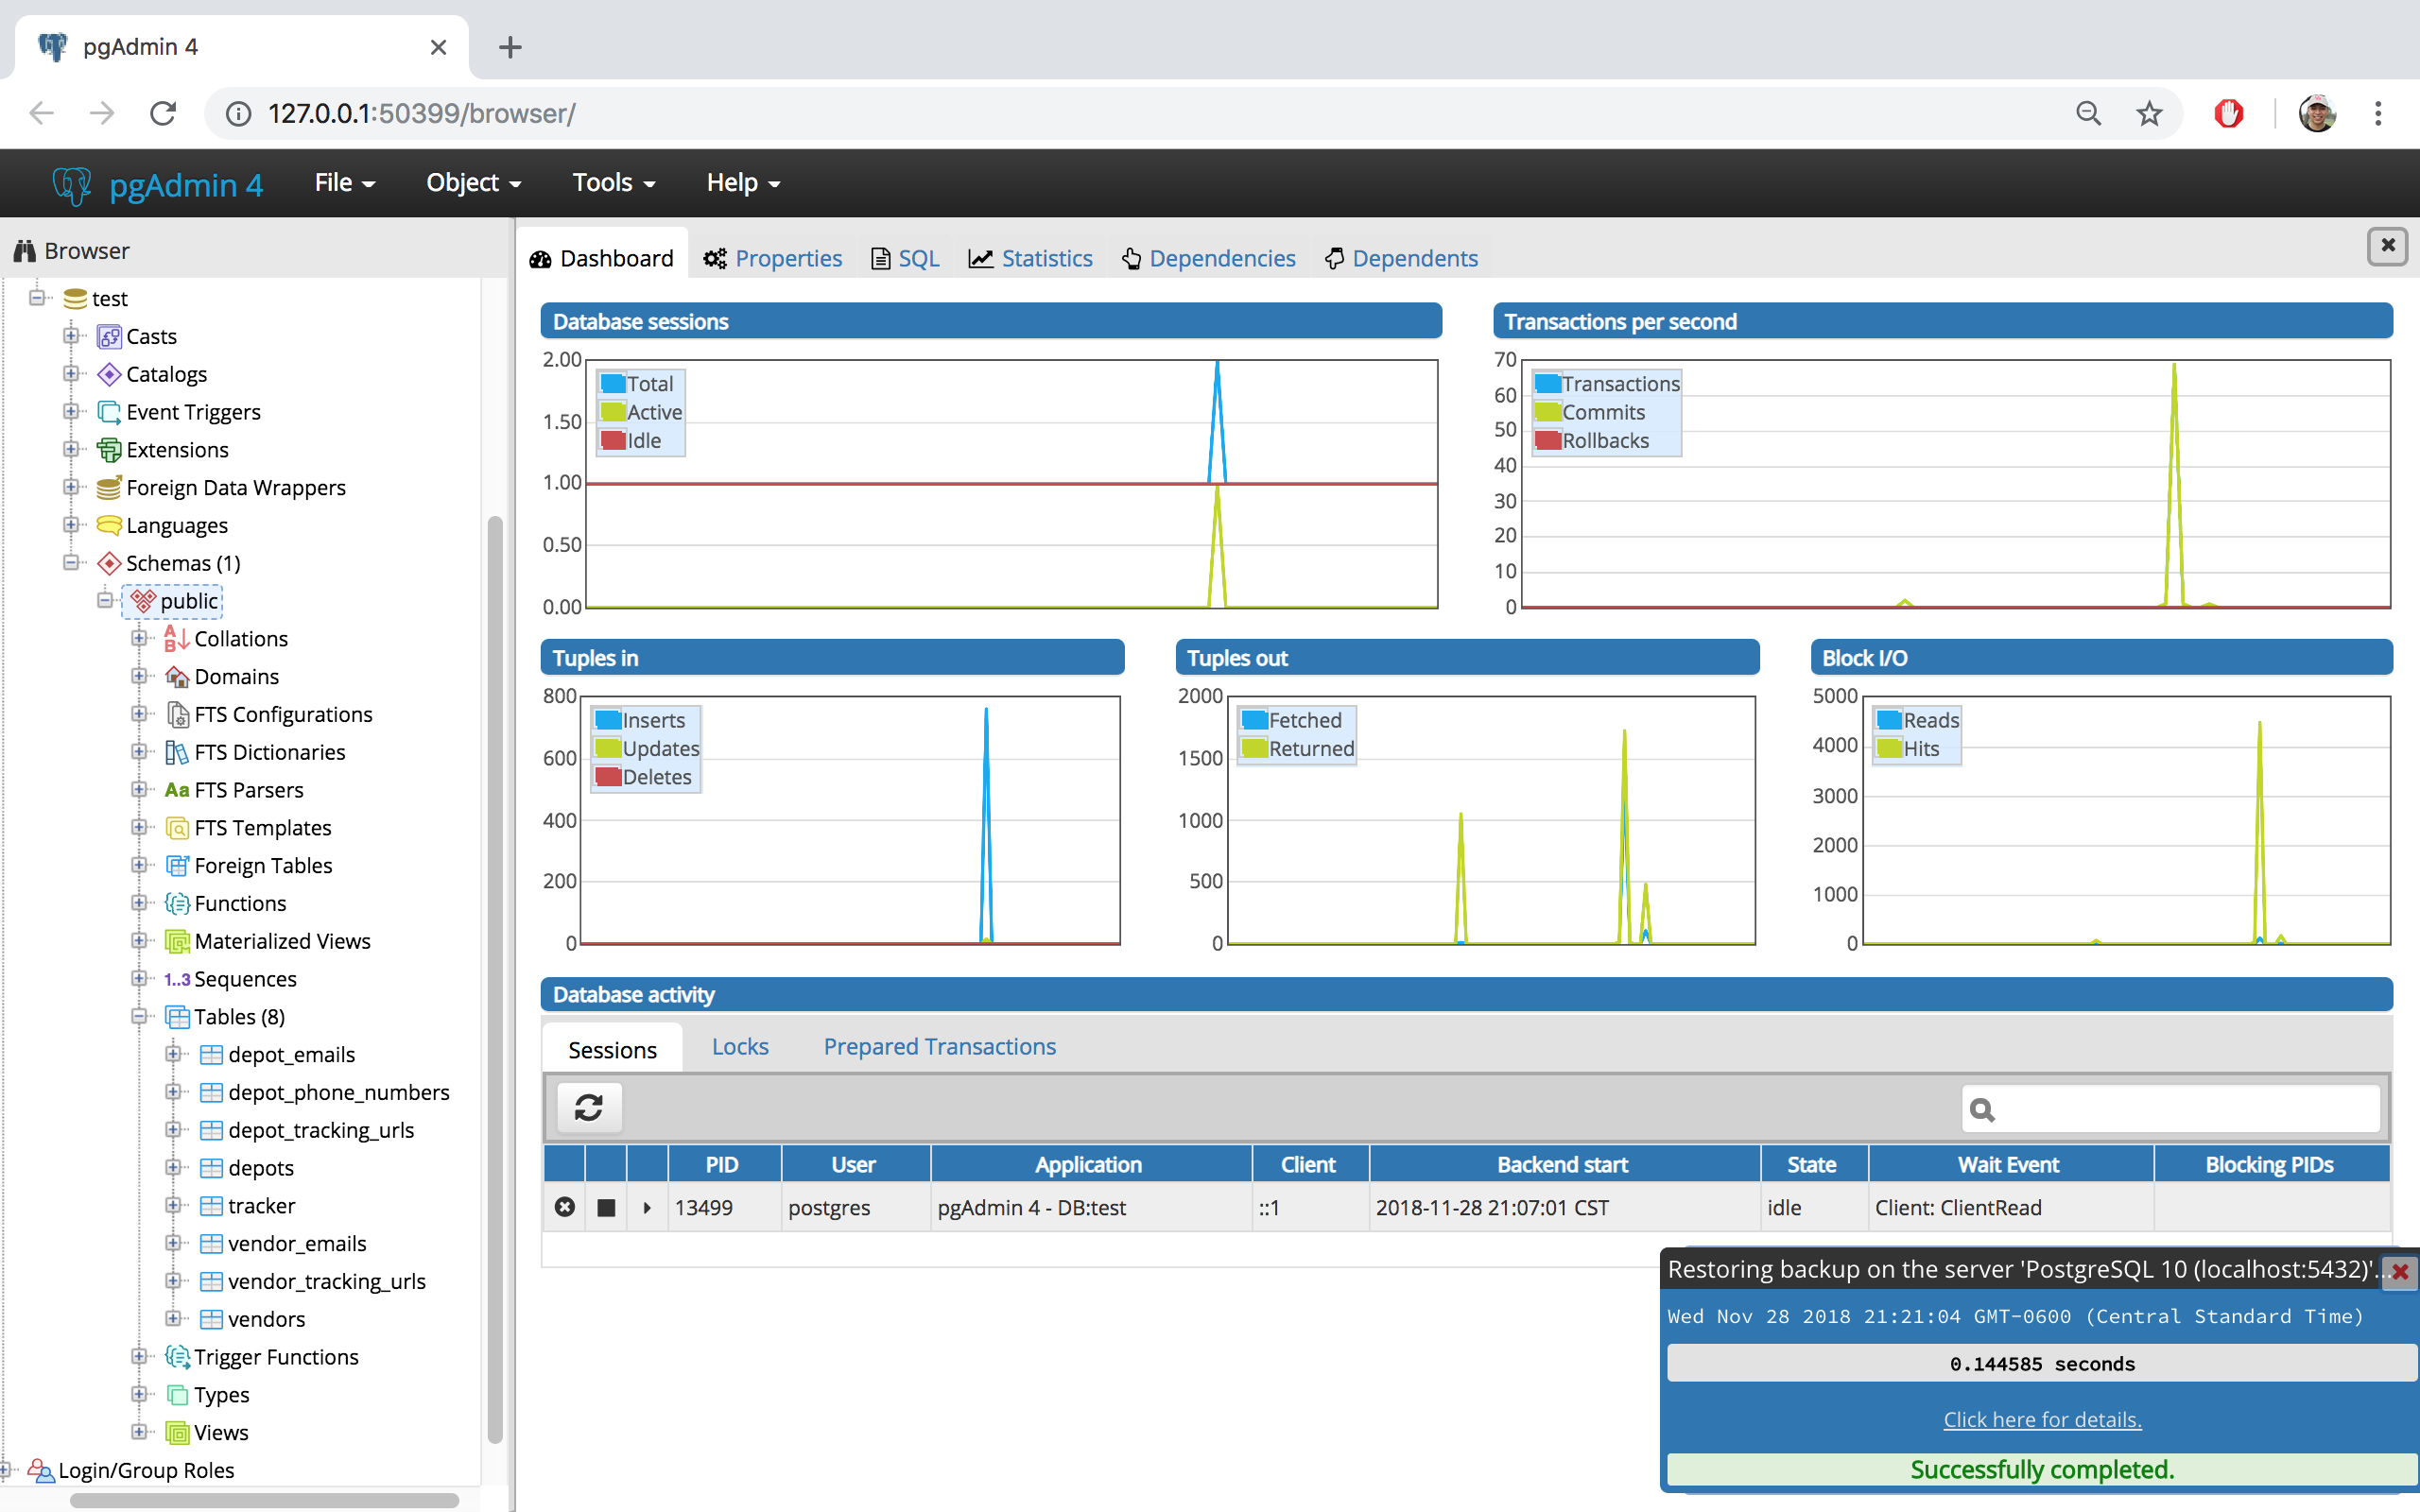 pgAdmin 4
127.0.0.1:50399/browser/
pgAdmin 4
File
Object
Tools
Help
Browser
test
Casts
Catalogs
Event Triggers
Extensions
Foreign Data Wrappers
Languages
Schemas (1)
public
Collations
Domains
FTS Configurations
FTS Dictionaries
Aa FTS Parsers
FTS Templates
Foreign Tables
Functions
Materialized Views
1..3 Sequences
Tables (8)
depot_emails
depot_phone_numbers
depot_tracking_urls
depots
tracker
vendor_emails
vendor_tracking_urls
vendors
Trigger Functions
Types
Views
Login/Group Roles
Dashboard
Properties
SQL
Statistics
Dependencies
Dependents
Database sessions
2.00
1.50
1.00
0.50
0.00
Total
Active
Idle
Transactions per second
70
60
50
40
30
20
10
0
Transactions
Commits
Rollbacks
Tuples in
800
600
400
200
0
Inserts
Updates
Deletes
Tuples out
2000
1500
1000
500
0
Fetched
Returned
Block I/O
5000
4000
3000
2000
1000
0
Reads
Hits
Database activity
Sessions
Locks
Prepared Transactions
PID User Application Client Backend start State Wait Event Blocking PIDs
13499 postgres pgAdmin 4 - DB:test ::1 2018-11-28 21:07:01 CST idle Client: ClientRead
Restoring backup on the server 'PostgreSQL 10 (localhost:5432)'...
Wed Nov 28 2018 21:21:04 GMT-0600 (Central Standard Time)
0.144585 seconds
Click here for details.
Successfully completed.